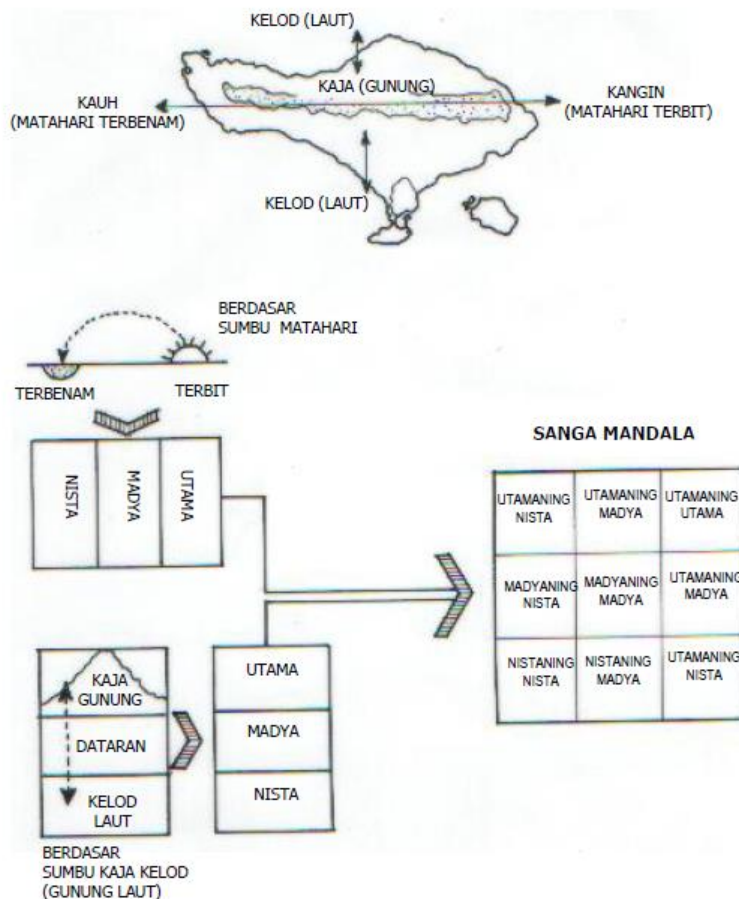 KELOD (LAUT)
KAJA (GUNUNG)
KAUH
(MATAHARI TERBENAM)
KANGIN
(MATAHARI TERBIT)
KELOD (LAUT)
BERDASAR
SUMBU MATAHARI
TERBENAM
TERBIT
NISTA
MADYA
UTAMA
SANGA MANDALA
UTAMANING
NISTA
UTAMANING
MADYA
UTAMANING
UTAMA
MADYANING
NISTA
MADYANING
MADYA
UTAMANING
MADYA
NISTANING
NISTA
NISTANING
MADYA
UTAMANING
NISTA
KAJA
GUNUNG
DATARAN
KELOD
LAUT
UTAMA
MADYA
NISTA
BERDASAR
SUMBU KAJA KELOD
(GUNUNG LAUT)